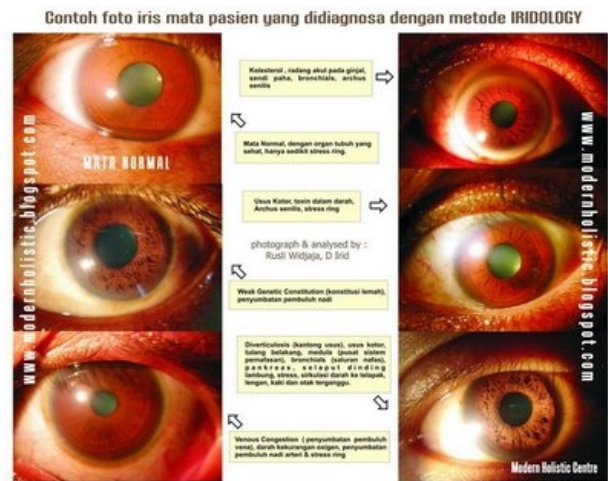 Contoh foto iris mata pasien yang didiagnosa dengan metode IRIDOLOGY
Kolesterol , radang akut pada ginjal,
sendi paha, bronchials, archus
senilis
MATA NORMAL
Mata Normal, dengan organ tubuh yang
sehat, hanya sedikit stress ring.
www.modernholistic.blogspot.com
www.modernholistic.blogspot.com
Usus Kotor, toxin dalam darah,
Archus senilis, stress ring
photograph & analysed by :
Rusli Widjaja, D Irid
Weak Genetic Constitution (konstitusi lemah),
penyumbatan pembuluh nadi
Diverticulosis (kantong usus), usus kotor,
tulang belakang, medula (pusat sistem
pernafasan), bronchials (saluran nafas),
pankreas, selaput dinding
lambung, stress, sirkulasi darah ke telapak,
lengan, kaki dan otak terganggu.
Venous Congestion ( penyumbatan pembuluh
vena), darah kekurangan oxigen, penyumbatan
pembuluh nadi arteri & stress ring
Modern Holistic Centre